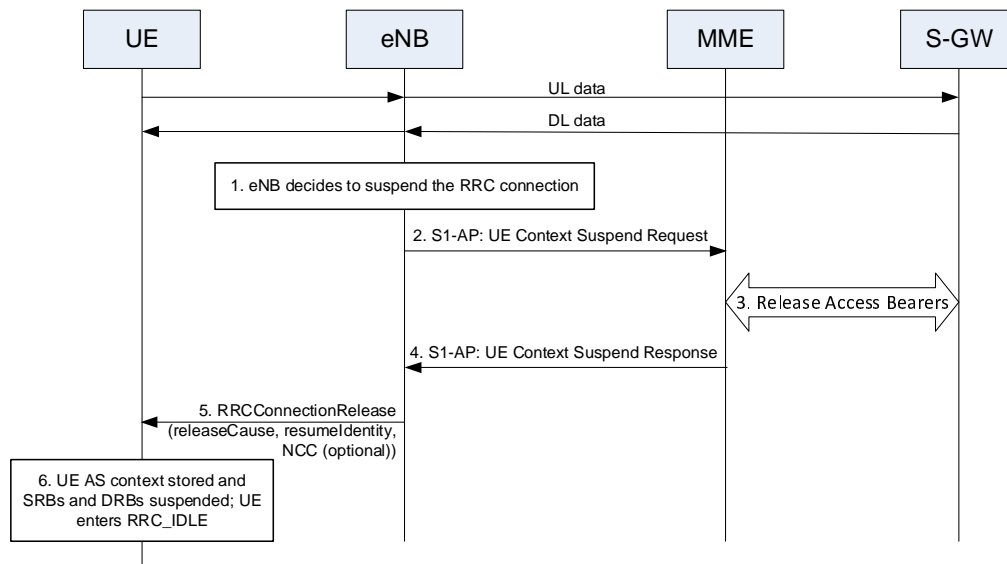 UE
eNB
MME
S-GW
UL data
DL data
1. eNB decides to suspend the RRC connection
2. S1-AP: UE Context Suspend Request
3. Release Access Bearers
4. S1-AP: UE Context Suspend Response
5. RRCConnectionRelease
(releaseCause, resumeIdentity,
NCC (optional))
6. UE AS context stored and
SRBs and DRBs suspended; UE
enters RRC_IDLE